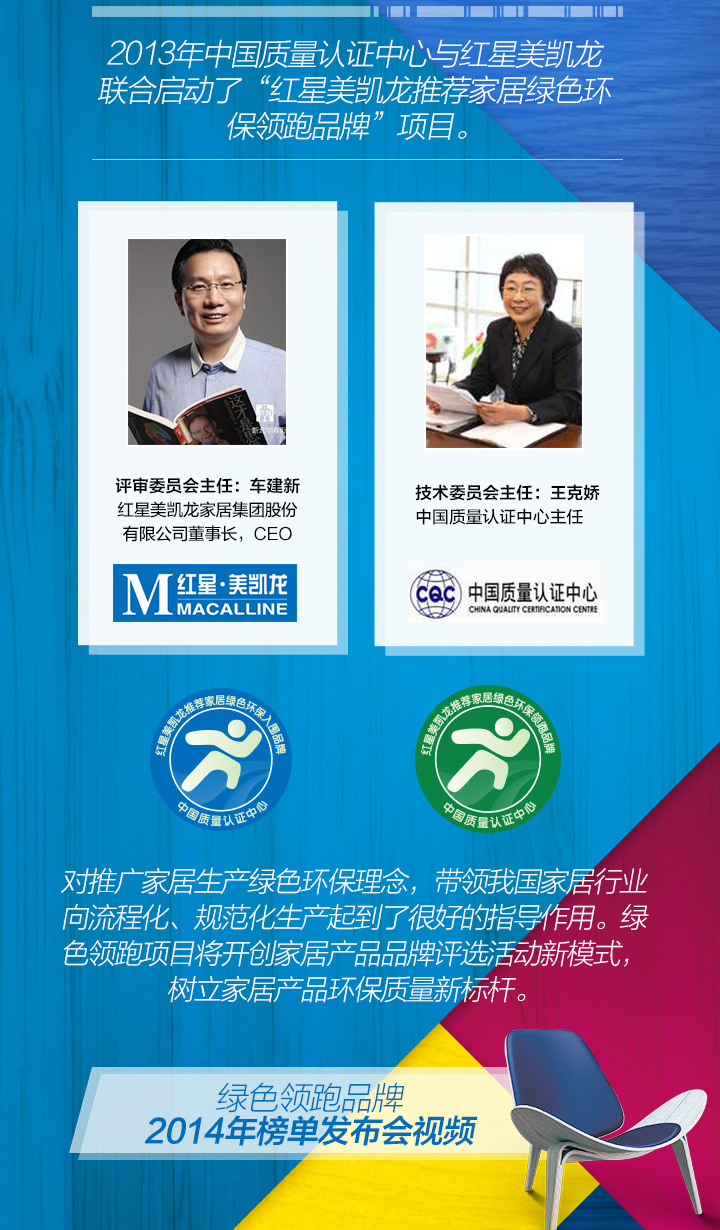 2013年中国质量认证中心与红星美凯龙
联合启动了“红星美凯龙推荐家居绿色环
保领跑品牌”项目。
这才是思
评审委员会主任：车建新
红星美凯龙家居集团股份
有限公司董事长，CEO
M 红星·美凯龙
MACALLINE
技术委员会主任：王克娇
中国质量认证中心主任
CQC 中国质量认证中心
CHINA QUALITY CERTIFICATION CENTRE
红星美凯龙推荐家居绿色环保入围品牌
中国质量认证中心
红星美凯龙推荐家居绿色环保领跑品牌
中国质量认证中心
对推广家居生产绿色环保理念，带领我国家居行业
向流程化、规范化生产起到了很好的指导作用。绿
色领跑项目将开创家居产品品牌评选活动新模式，
树立家居产品环保质量新标杆。
绿色领跑品牌
2014年榜单发布会视频